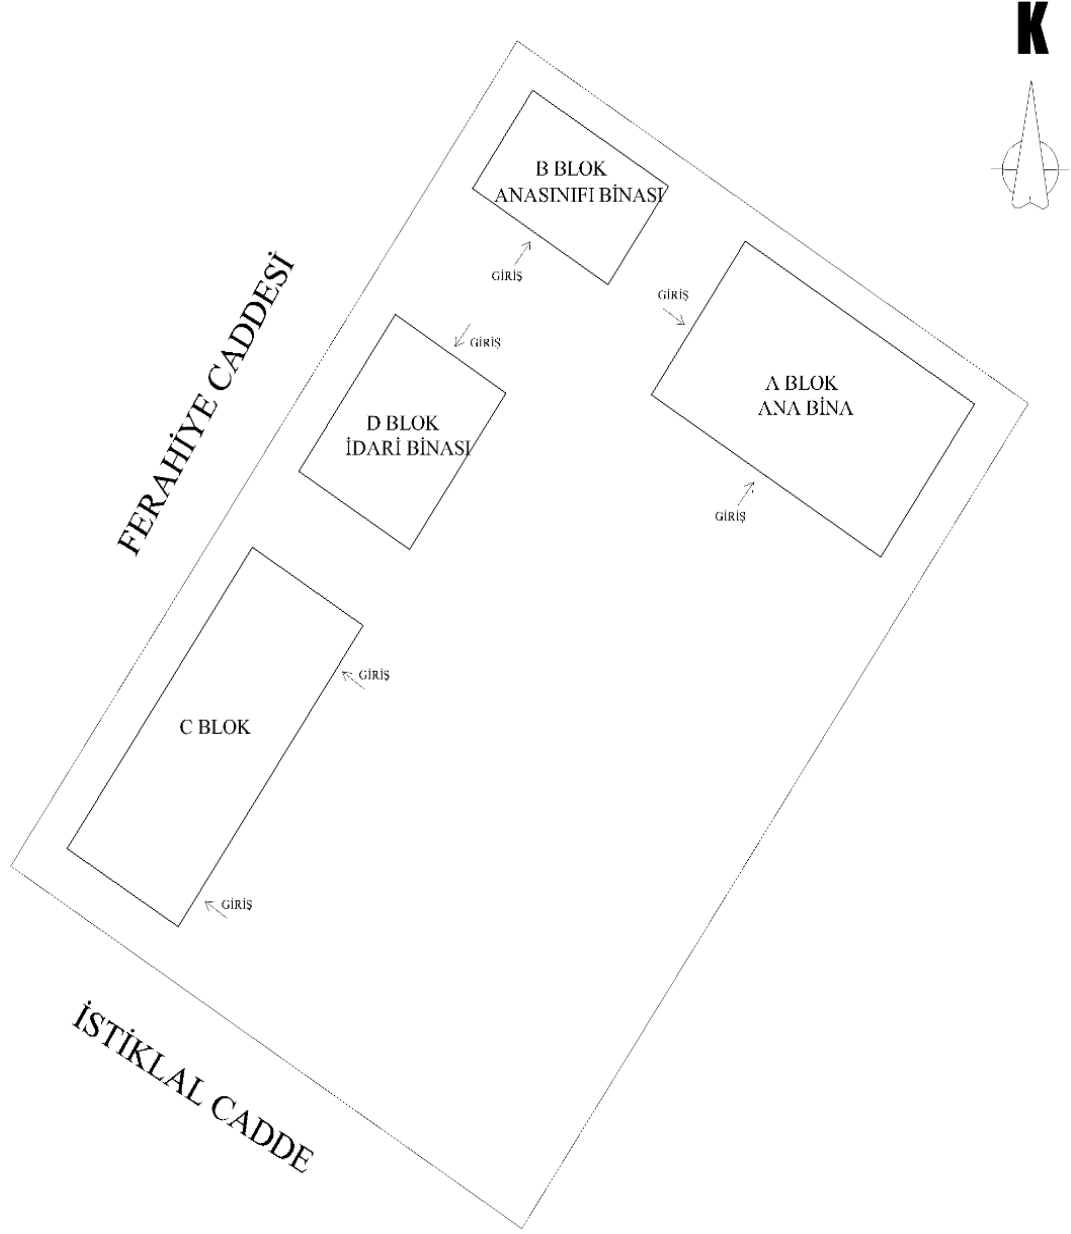 K
B BLOK
ANASINIFI BİNASI
GİRİŞ
GİRİŞ
GİRİŞ
A BLOK
ANA BİNA
D BLOK
İDARİ BİNASI
GİRİŞ
FERAHİYE CADDESİ
GİRİŞ
C BLOK
GİRİŞ
İSTİKLAL CADDE